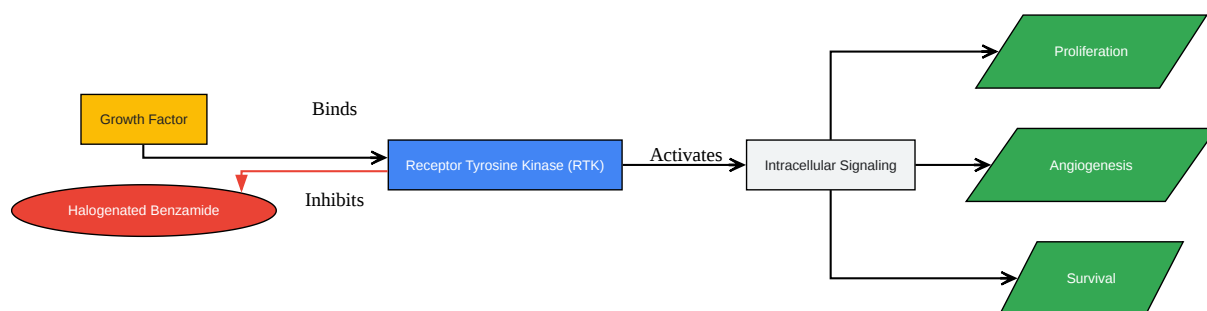 Proliferation
Binds
Growth Factor
Receptor Tyrosine Kinase (RTK)
Activates
Intracellular Signaling
Angiogenesis
Inhibits
Halogenated Benzamide
Survival